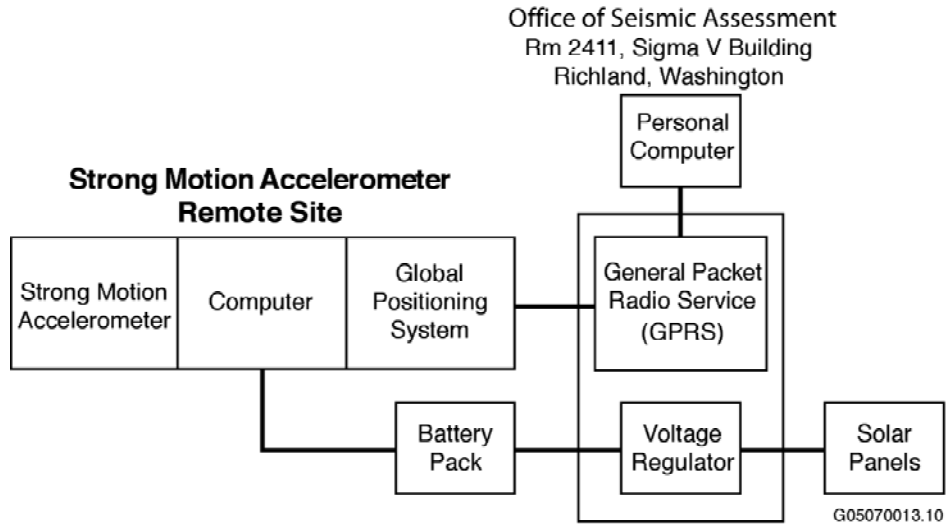 Office of Seismic Assessment
Rm 2411, Sigma V Building
Richland, Washington
Personal
Computer
Strong Motion Accelerometer
Remote Site
Strong Motion
Accelerometer
Computer
Global
Positioning
System
General Packet
Radio Service
(GPRS)
Battery
Pack
Voltage
Regulator
Solar
Panels
G05070013.10